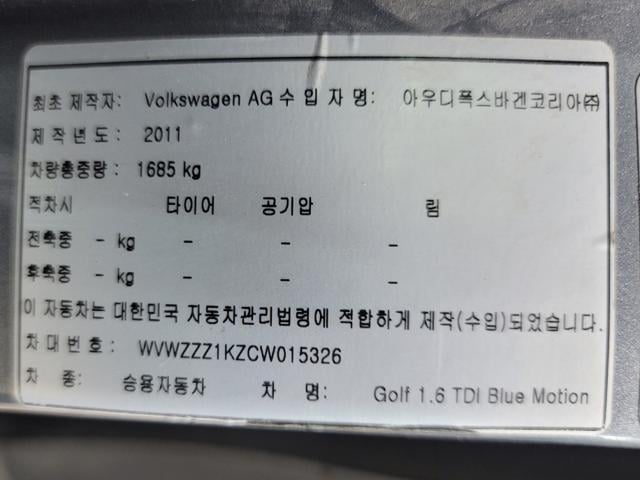 최초 제작자: Volkswagen AG 수 입 자 명: 아우디폭스바겐코리아㈜
제 작 년 도 : 2011
차량총중량 : 1685 kg
적차시 타이어 공기압 림
전축중 - kg - - -
후축중 - kg - - -
이 자동차는 대한민국 자동차관리법령에 적합하게 제작(수입)되었습니다.
차 대 번 호 : WVWZZZ1KZCW015326
차 종: 승용자동차 차 명: Golf 1.6 TDI Blue Motion